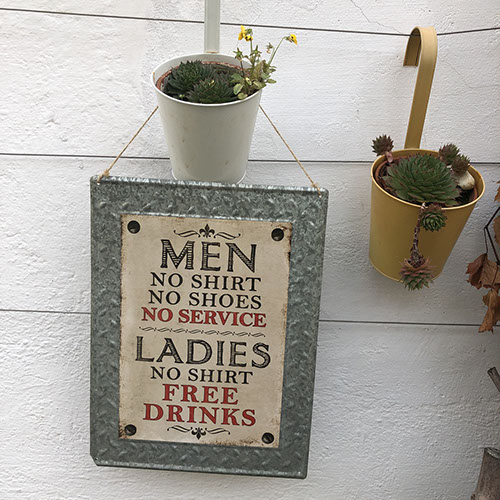 MEN
NO SHIRT
NO SHOES
NO SERVICE
LADIES
NO SHIRT
FREE
DRINKS